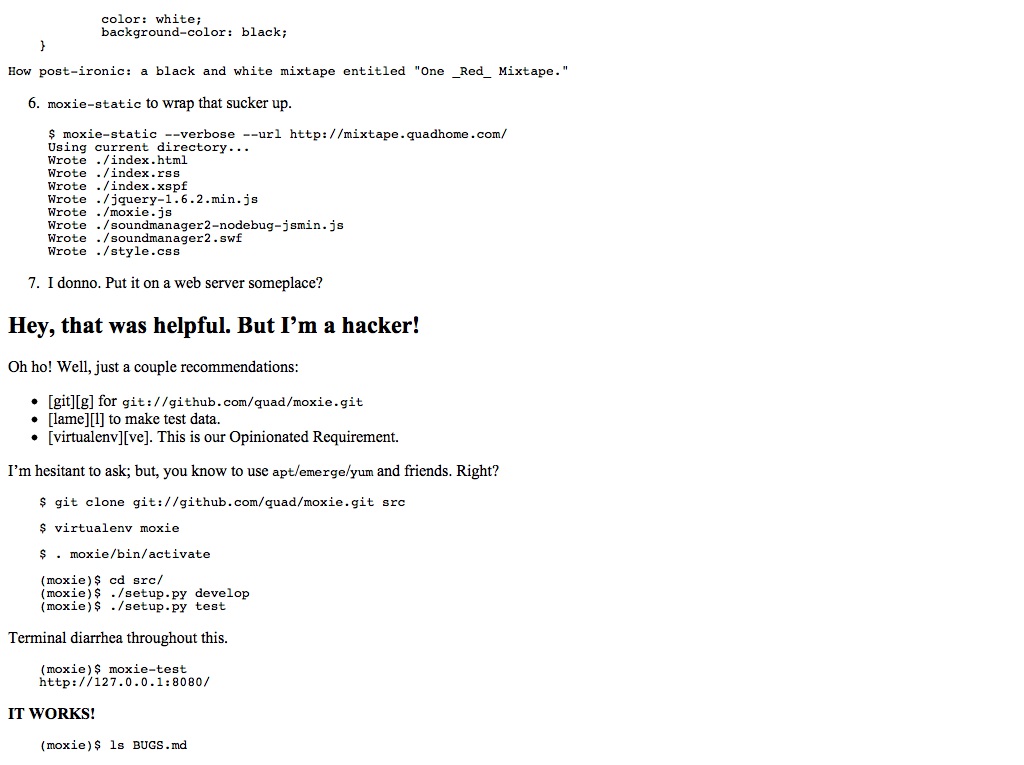 color: white;
background-color: black;
}
How post-ironic: a black and white mixtape entitled "One _Red_ Mixtape."
6. moxie-static to wrap that sucker up.
$ moxie-static --verbose --url http://mixtape.quadhome.com/
Using current directory...
Wrote ./index.html
Wrote ./index.rss
Wrote ./index.xspf
Wrote ./jquery-1.6.2.min.js
Wrote ./moxie.js
Wrote ./soundmanager2-nodebug-jsmin.js
Wrote ./soundmanager2.swf
Wrote ./style.css
7. I donno. Put it on a web server someplace?
Hey, that was helpful. But I’m a hacker!
Oh ho! Well, just a couple recommendations:
• [git][g] for git://github.com/quad/moxie.git
• [lame][l] to make test data.
• [virtualenv][ve]. This is our Opinionated Requirement.
I’m hesitant to ask; but, you know to use apt/emerge/yum and friends. Right?
$ git clone git://github.com/quad/moxie.git src
$ virtualenv moxie
$ . moxie/bin/activate
(moxie)$ cd src/
(moxie)$ ./setup.py develop
(moxie)$ ./setup.py test
Terminal diarrhea throughout this.
(moxie)$ moxie-test
http://127.0.0.1:8080/
IT WORKS!
(moxie)$ ls BUGS.md